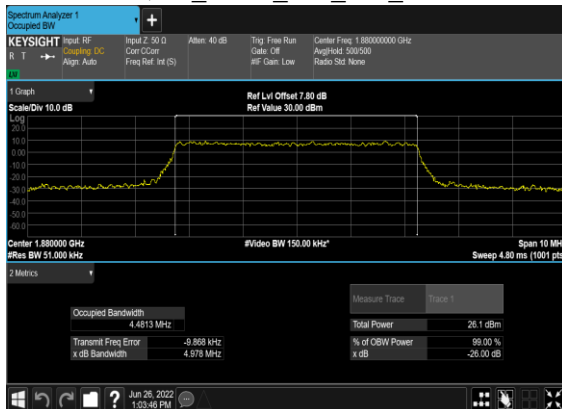 Spectrum Analyzer 1
Occupied BW
KEYSIGHT
R T
Input: RF
Coupling: DC
Align: Auto
Input Z: 50 Ω
Corr CCorr
Freq Ref: Int (S)
Atten: 40 dB
Trig: Free Run
Gate: Off
#IF Gain: Low
Center Freq: 1.880000000 GHz
Avg|Hold: 500/500
Radio Std: None
1 Graph
Scale/Div 10.0 dB
Ref Lvl Offset 7.80 dB
Ref Value 30.00 dBm
Log
20.0
10.0
0.00
-10.0
-20.0
-30.0
-40.0
-50.0
-60.0
Center 1.880000 GHz
#Res BW 51.000 kHz
#Video BW 150.00 kHz*
Span 10 MH
Sweep 4.80 ms (1001 pts
2 Metrics
Measure Trace Trace 1
Occupied Bandwidth
4.4813 MHz
Total Power 26.1 dBm
Transmit Freq Error -9.868 kHz
% of OBW Power 99.00 %
x dB Bandwidth 4.978 MHz
x dB -26.00 dB
?
Jun 26, 2022
1:03:46 PM